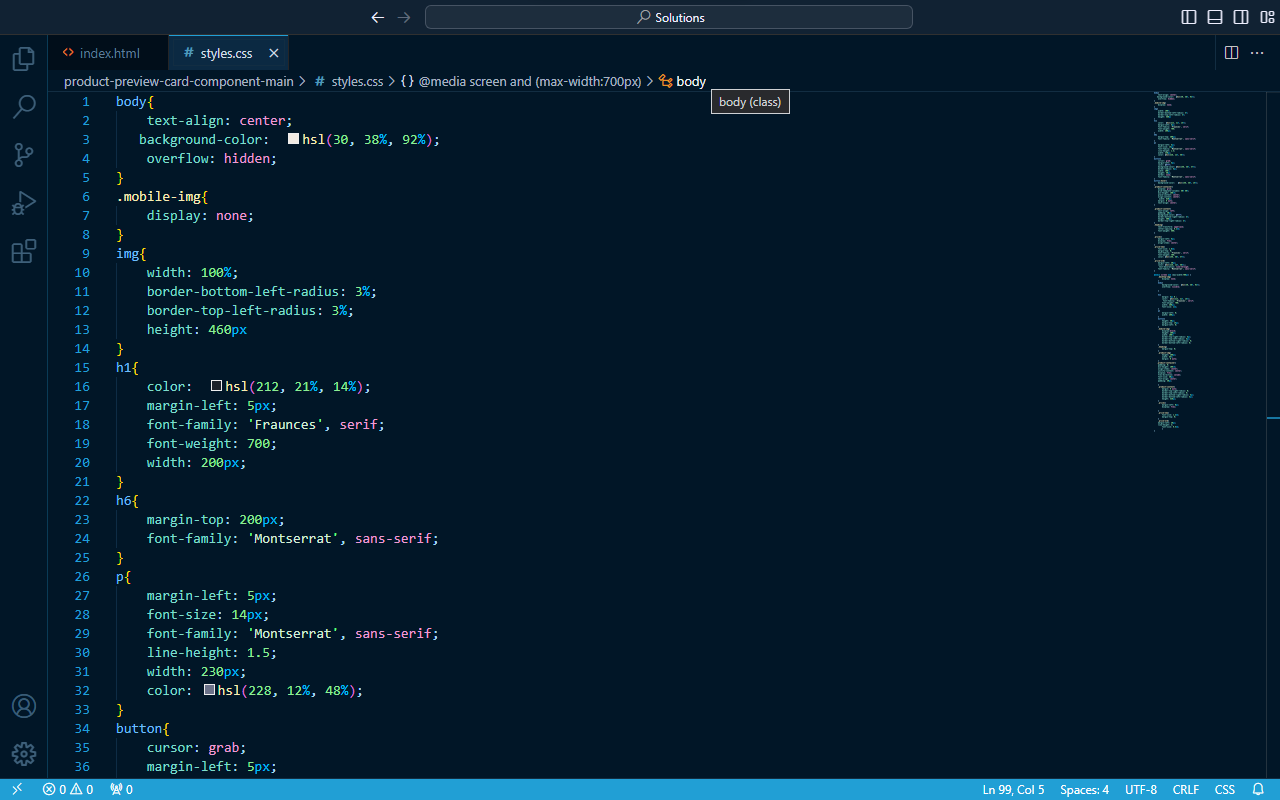 Solutions
index.html
# styles.css
product-preview-card-component-main > # styles.css > {} @media screen and (max-width:700px) > body
body (class)
1 body{
2 text-align: center;
3 background-color: hsl(30, 38%, 92%);
4 overflow: hidden;
5 }
6 .mobile-img{
7 display: none;
8 }
9 img{
10 width: 100%;
11 border-bottom-left-radius: 3%;
12 border-top-left-radius: 3%;
13 height: 460px
14 }
15 h1{
16 color: hsl(212, 21%, 14%);
17 margin-left: 5px;
18 font-family: 'Fraunces', serif;
19 font-weight: 700;
20 width: 200px;
21 }
22 h6{
23 margin-top: 200px;
24 font-family: 'Montserrat', sans-serif;
25 }
26 p{
27 margin-left: 5px;
28 font-size: 14px;
29 font-family: 'Montserrat', sans-serif;
30 line-height: 1.5;
31 width: 230px;
32 color: hsl(228, 12%, 48%);
33 }
34 button{
35 cursor: grab;
36 margin-left: 5px;
0 0 0 Ln 99, Col 5 Spaces: 4 UTF-8 CRLF CSS